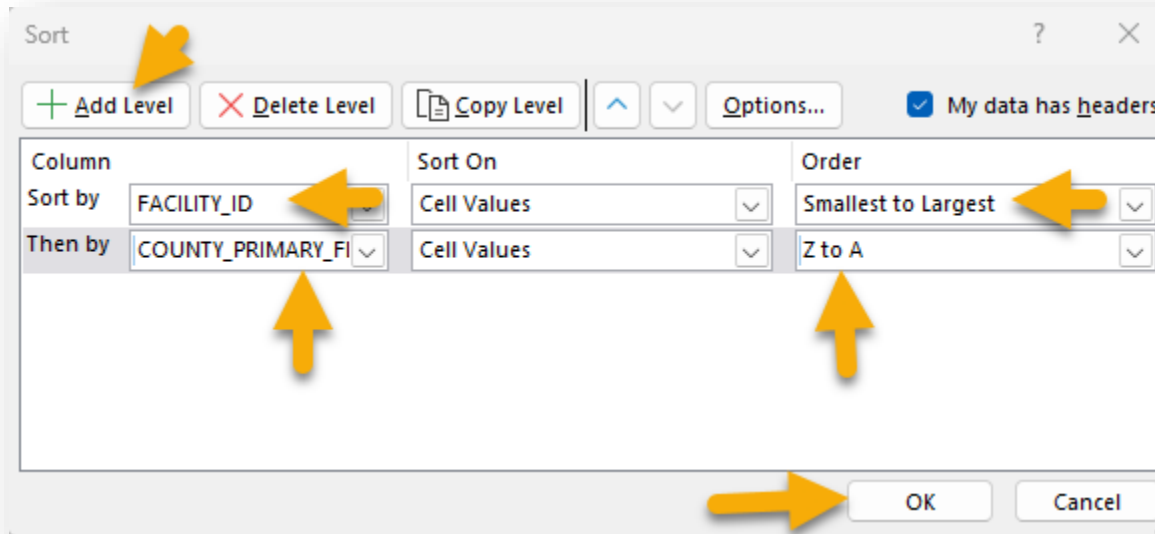 Sort ?
Add Level Delete Level Copy Level Options... My data has headers
Column Sort On Order
Sort by FACILITY_ID Cell Values Smallest to Largest
Then by COUNTY_PRIMARY_FI Cell Values Z to A
OK Cancel